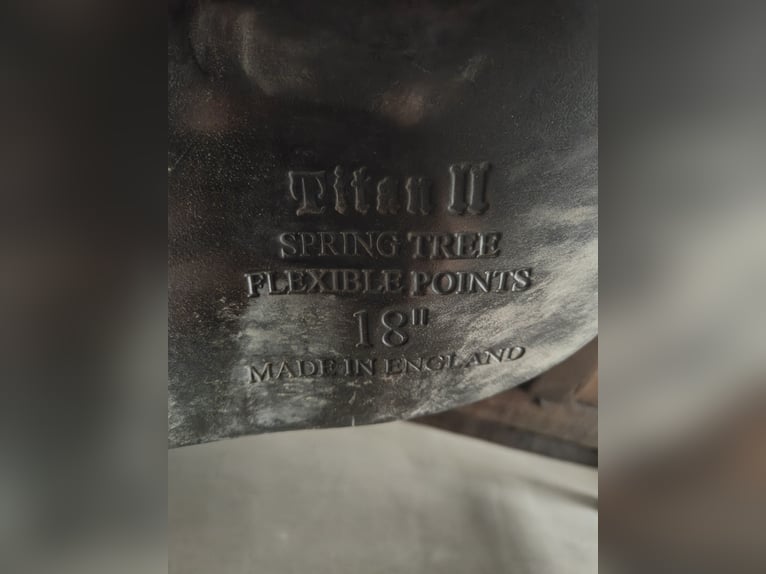 Titan II
SPRING TREE
FLEXIBLE POINTS
18"
MADE IN ENGLAND